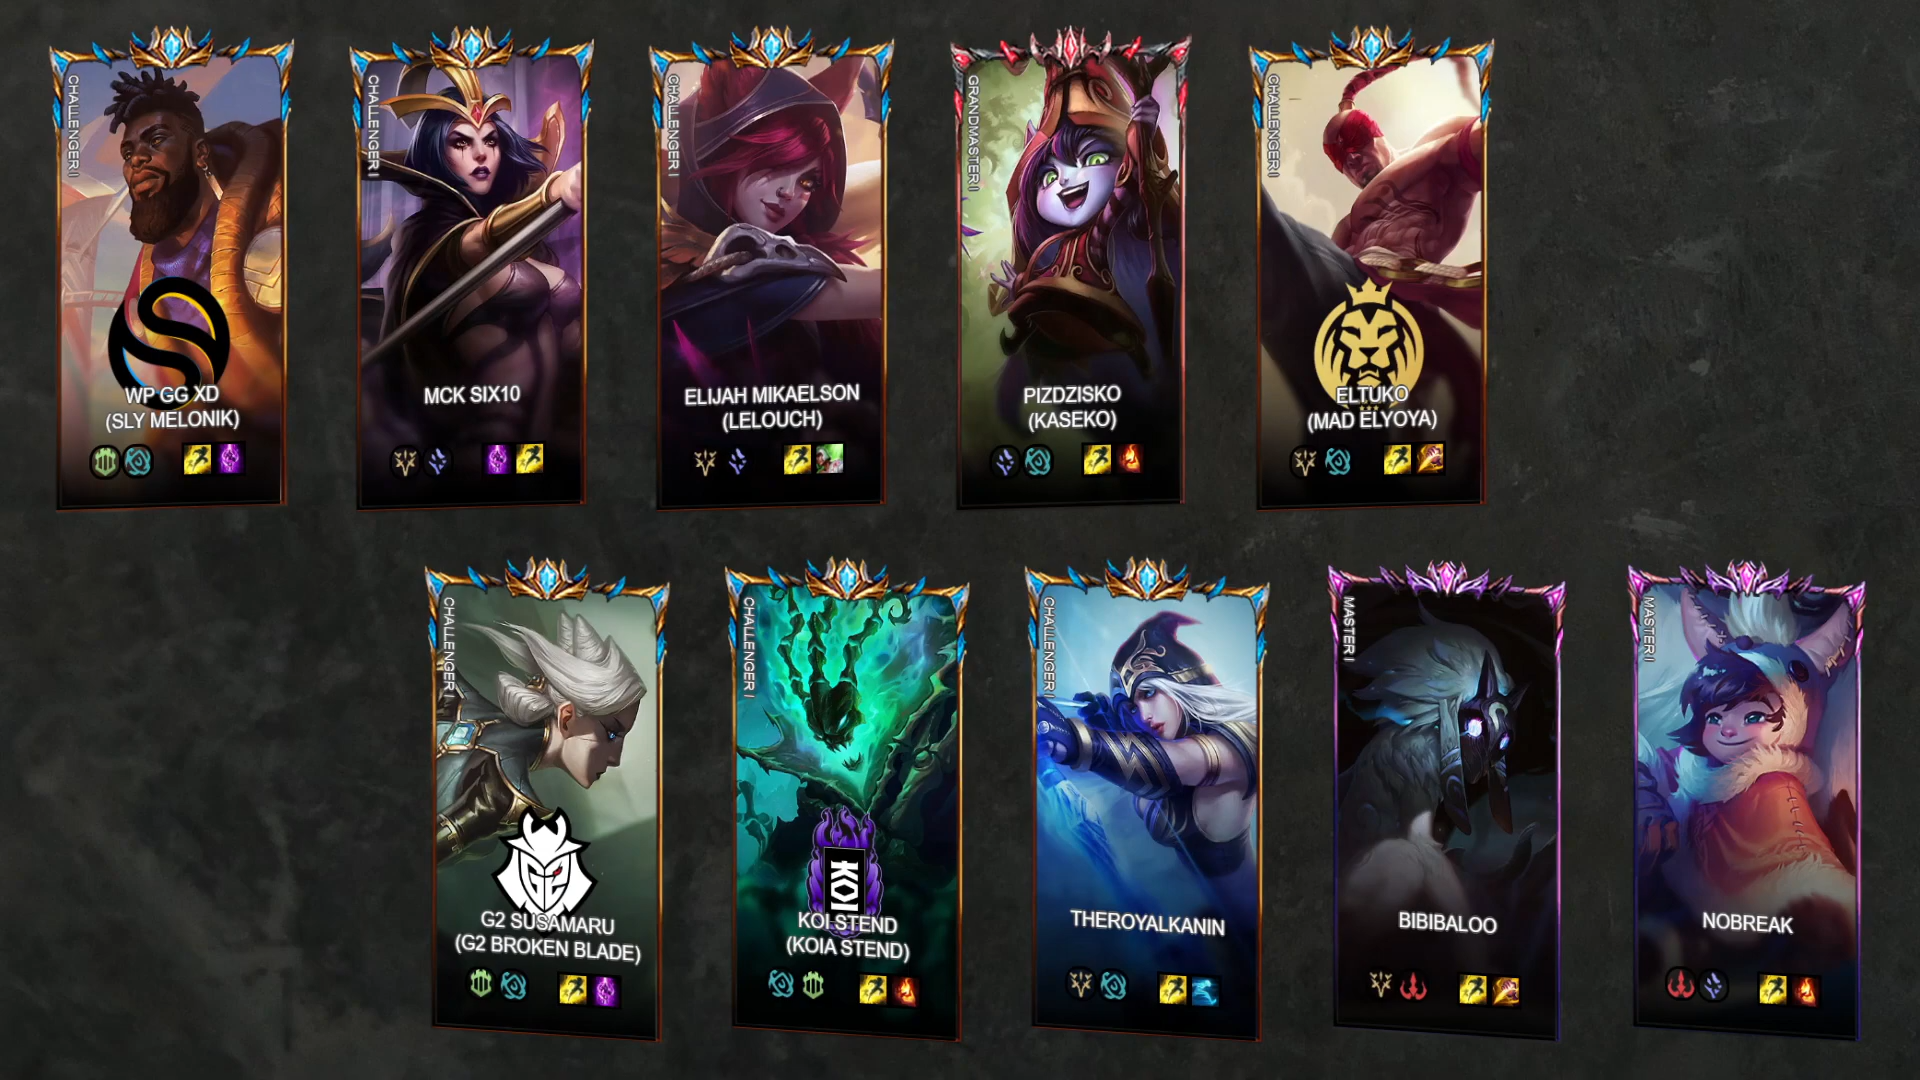 CHALLENGER I
WP GG XD
(SLY MELONIK)
CHALLENGER I
MCK SIX10
CHALLENGER I
ELIJAH MIKAELSON
(LELOUCH)
GRANDMASTER I
PIZDZISKO
(KASEKO)
CHALLENGER I
ELTUKO
(MAD ELYOYA)
CHALLENGER I
G2
G2 SUSAMARU
(G2 BROKEN BLADE)
CHALLENGER I
KOI
KOI STEND
(KOIA STEND)
CHALLENGER I
THEROYALKANIN
MASTER I
BIBIBALOO
MASTER I
NOBREAK